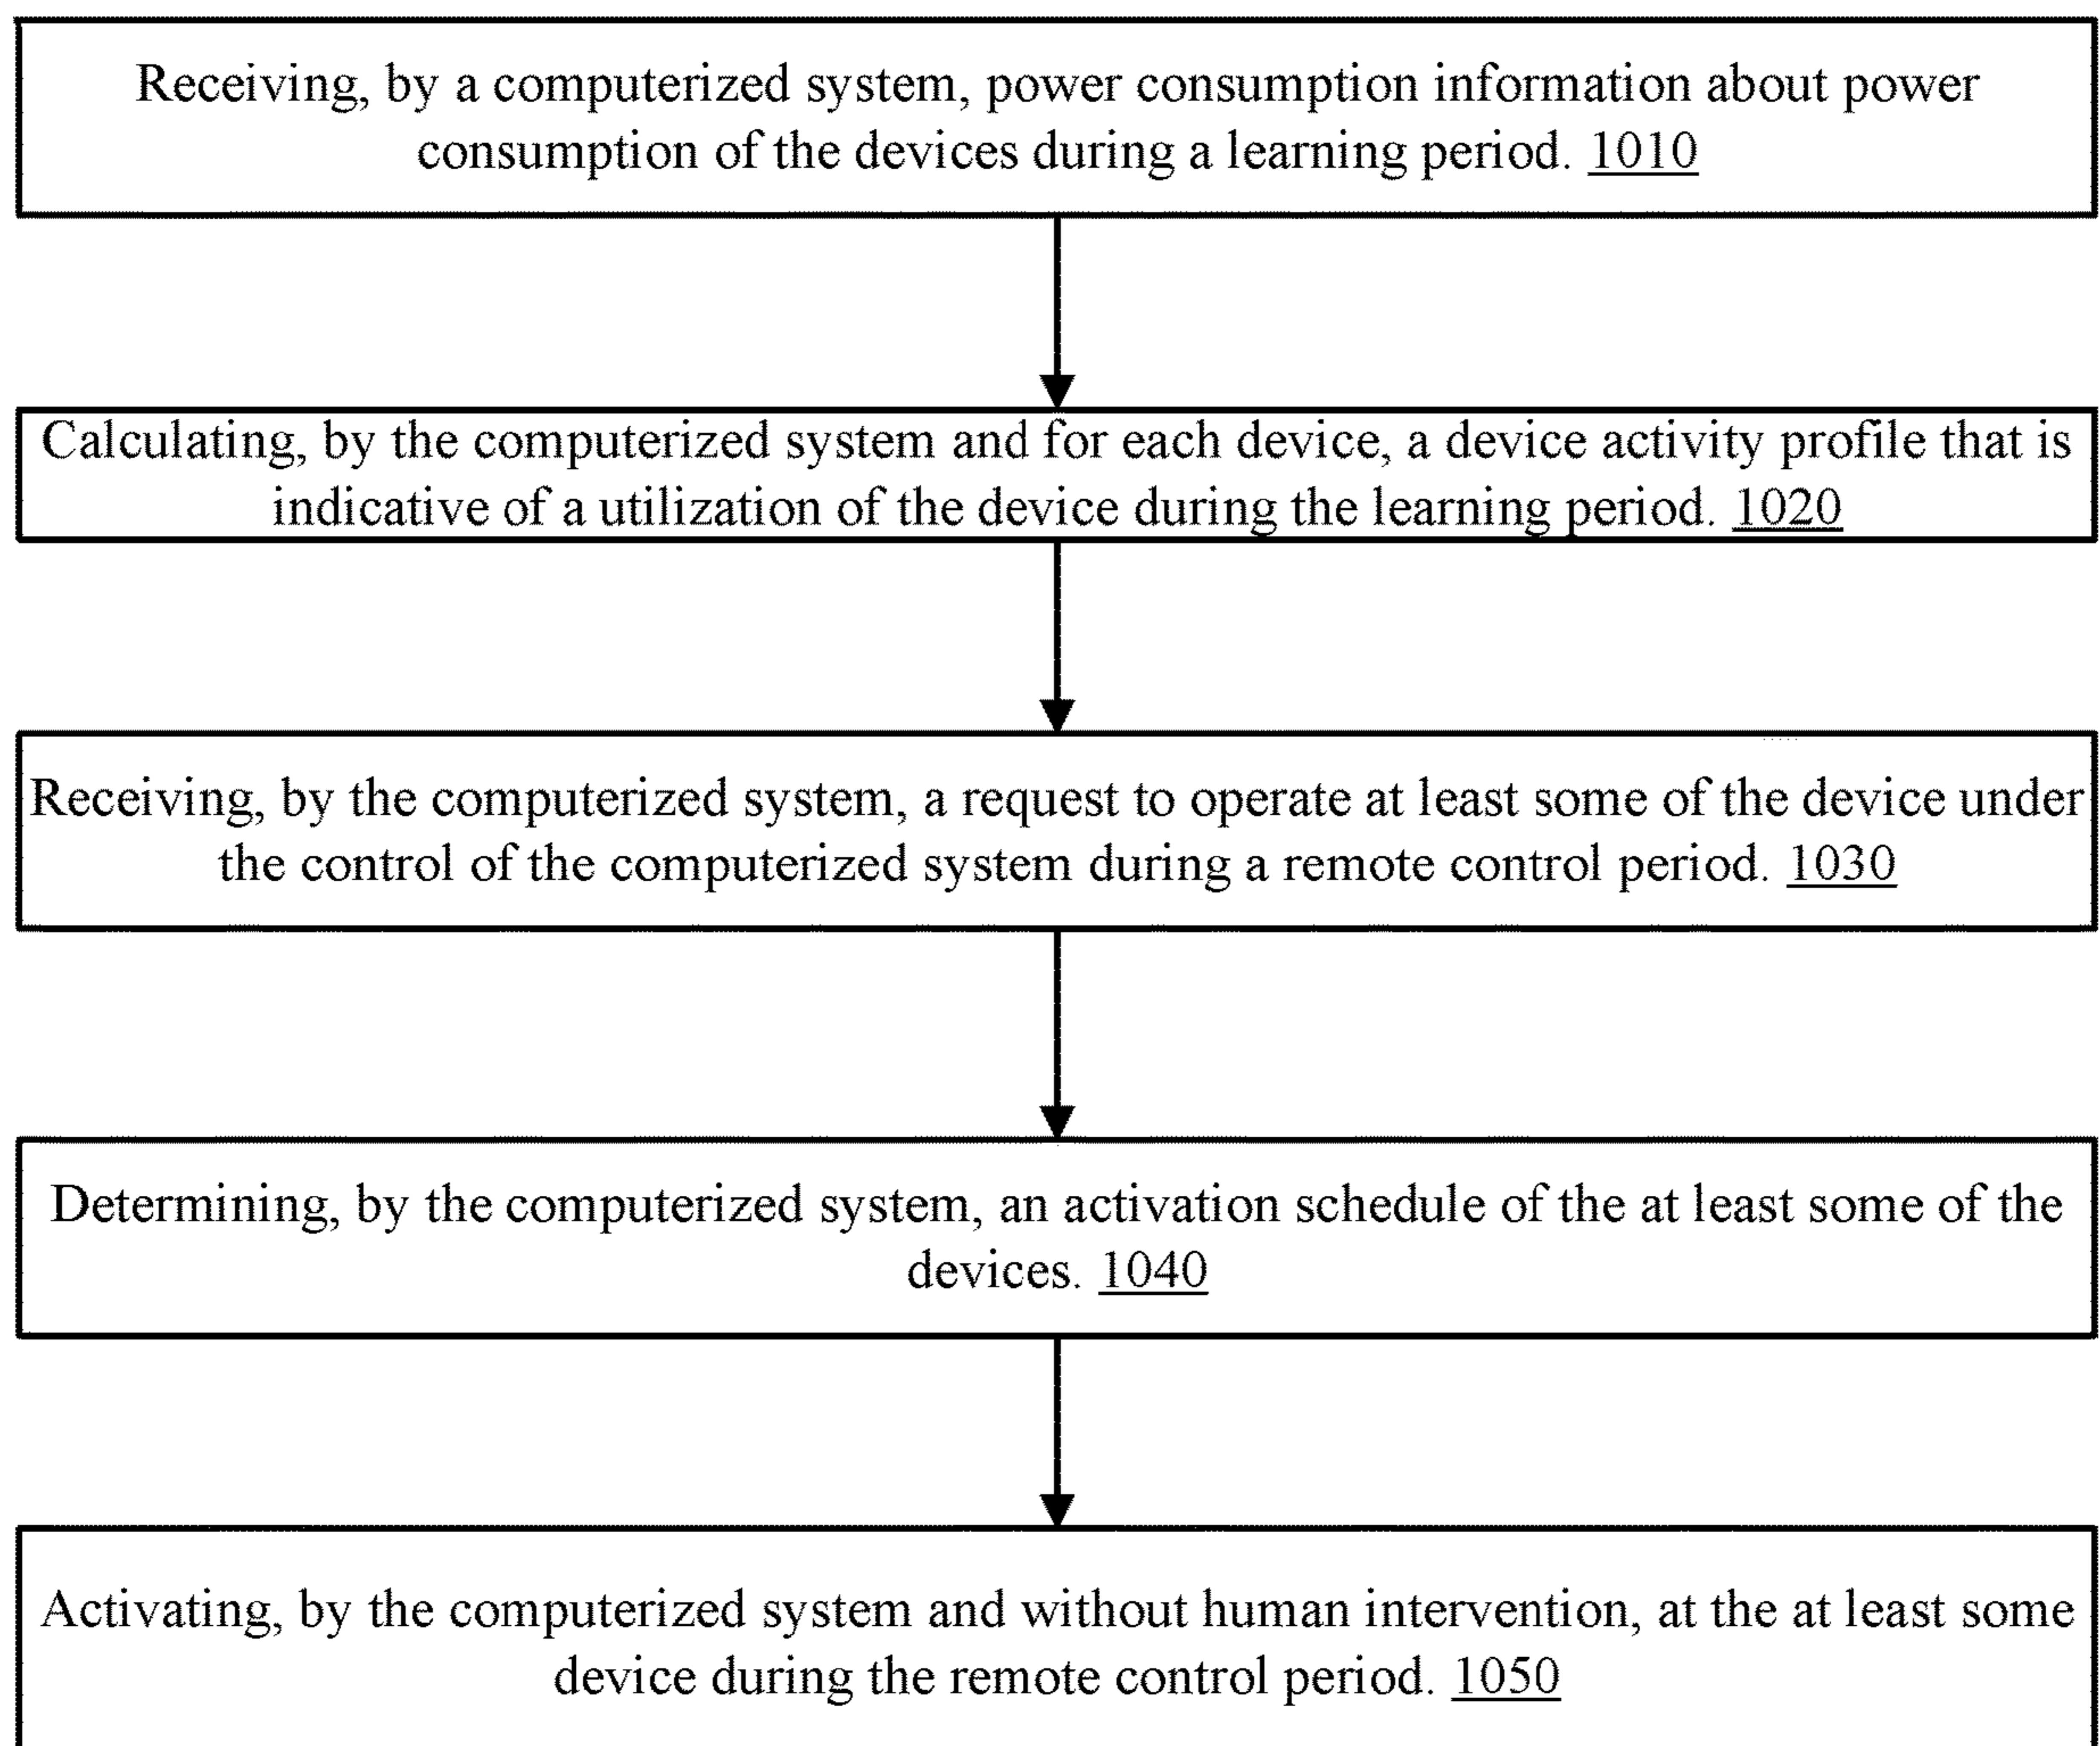 Receiving, by a computerized system, power consumption information about power
consumption of the devices during a learning period. 1010
Calculating, by the computerized system and for each device, a device activity profile that is
indicative of a utilization of the device during the learning period. 1020
Receiving, by the computerized system, a request to operate at least some of the device under
the control of the computerized system during a remote control period. 1030
Determining, by the computerized system, an activation schedule of the at least some of the
devices. 1040
Activating, by the computerized system and without human intervention, at the at least some
device during the remote control period. 1050